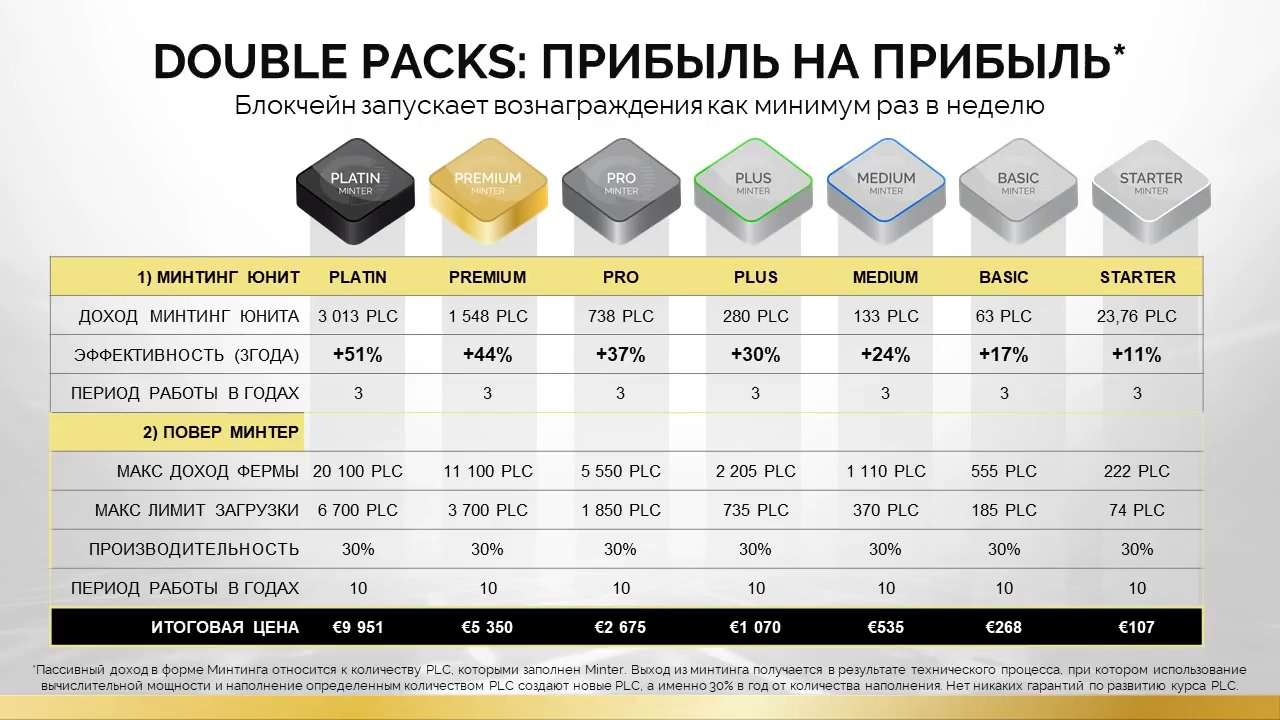 DOUBLE PACKS: ПРИБЫЛЬ НА ПРИБЫЛЬ*
Блокчейн запускает вознаграждения как минимум раз в неделю
PLATIN PREMIUM PRO PLUS MEDIUM BASIC STARTER
MINTER MINTER MINTER MINTER MINTER MINTER MINTER
1) МИНТИНГ ЮНИТ PLATIN PREMIUM PRO PLUS MEDIUM BASIC STARTER
ДОХОД МИНТИНГ ЮНИТА 3 013 PLC 1 548 PLC 738 PLC 280 PLC 133 PLC 63 PLC 23,76 PLC
ЭФФЕКТИВНОСТЬ (3ГОДА) +51% +44% +37% +30% +24% +17% +11%
ПЕРИОД РАБОТЫ В ГОДАХ 3 3 3 3 3 3 3
2) ПОВЕР МИНТЕР
МАКС ДОХОД ФЕРМЫ 20 100 PLC 11 100 PLC 5 550 PLC 2 205 PLC 1 110 PLC 555 PLC 222 PLC
МАКС ЛИМИТ ЗАГРУЗКИ 6 700 PLC 3 700 PLC 1 850 PLC 735 PLC 370 PLC 185 PLC 74 PLC
ПРОИЗВОДИТЕЛЬНОСТЬ 30% 30% 30% 30% 30% 30% 30%
ПЕРИОД РАБОТЫ В ГОДАХ 10 10 10 10 10 10 10
ИТОГОВАЯ ЦЕНА €9 951 €5 350 €2 675 €1 070 €535 €268 €107
*Пассивный доход в форме Минтинга относится к количеству PLC, которыми заполнен Minter. Выход из минтинга получается в результате технического процесса, при котором использование
вычислительной мощности и наполнение определенным количеством PLC создают новые PLC, а именно 30% в год от количества наполнения. Нет никаких гарантий по развитию курса PLC.